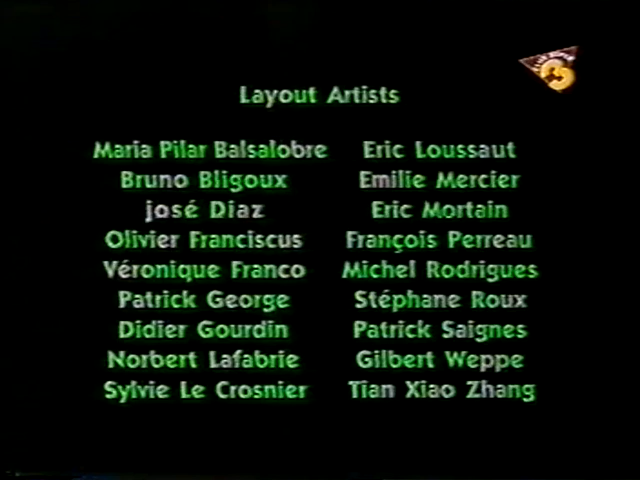 Layout Artists
Maria Pilar Balsalobre
Bruno Bligoux
josé Diaz
Olivier Franciscus
Véronique Franco
Patrick George
Didier Gourdin
Norbert Lafabrie
Sylvie Le Crosnier
Eric Loussaut
Emilie Mercier
Eric Mortain
François Perreau
Michel Rodrigues
Stéphane Roux
Patrick Saignes
Gilbert Weppe
Tian Xiao Zhang
3